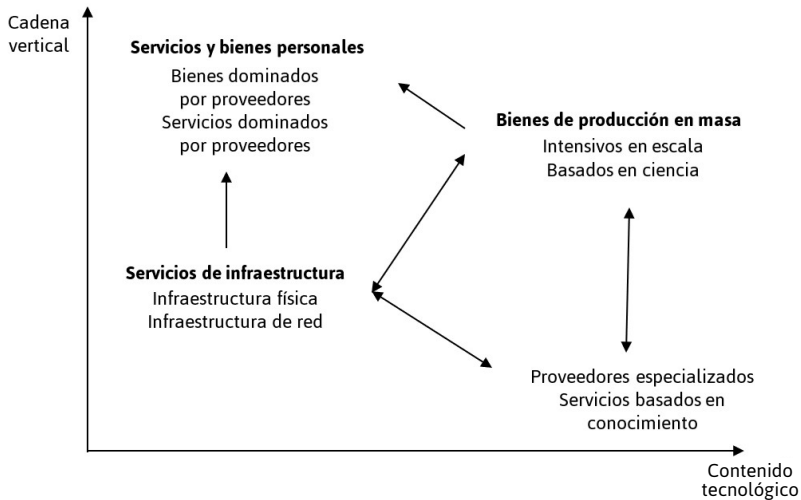 Cadena
vertical
Servicios y bienes personales
Bienes dominados
por proveedores
Servicios dominados
por proveedores
Bienes de producción en masa
Intensivos en escala
Basados en ciencia
Servicios de infraestructura
Infraestructura física
Infraestructura de red
Proveedores especializados
Servicios basados en
conocimiento
Contenido
tecnológico